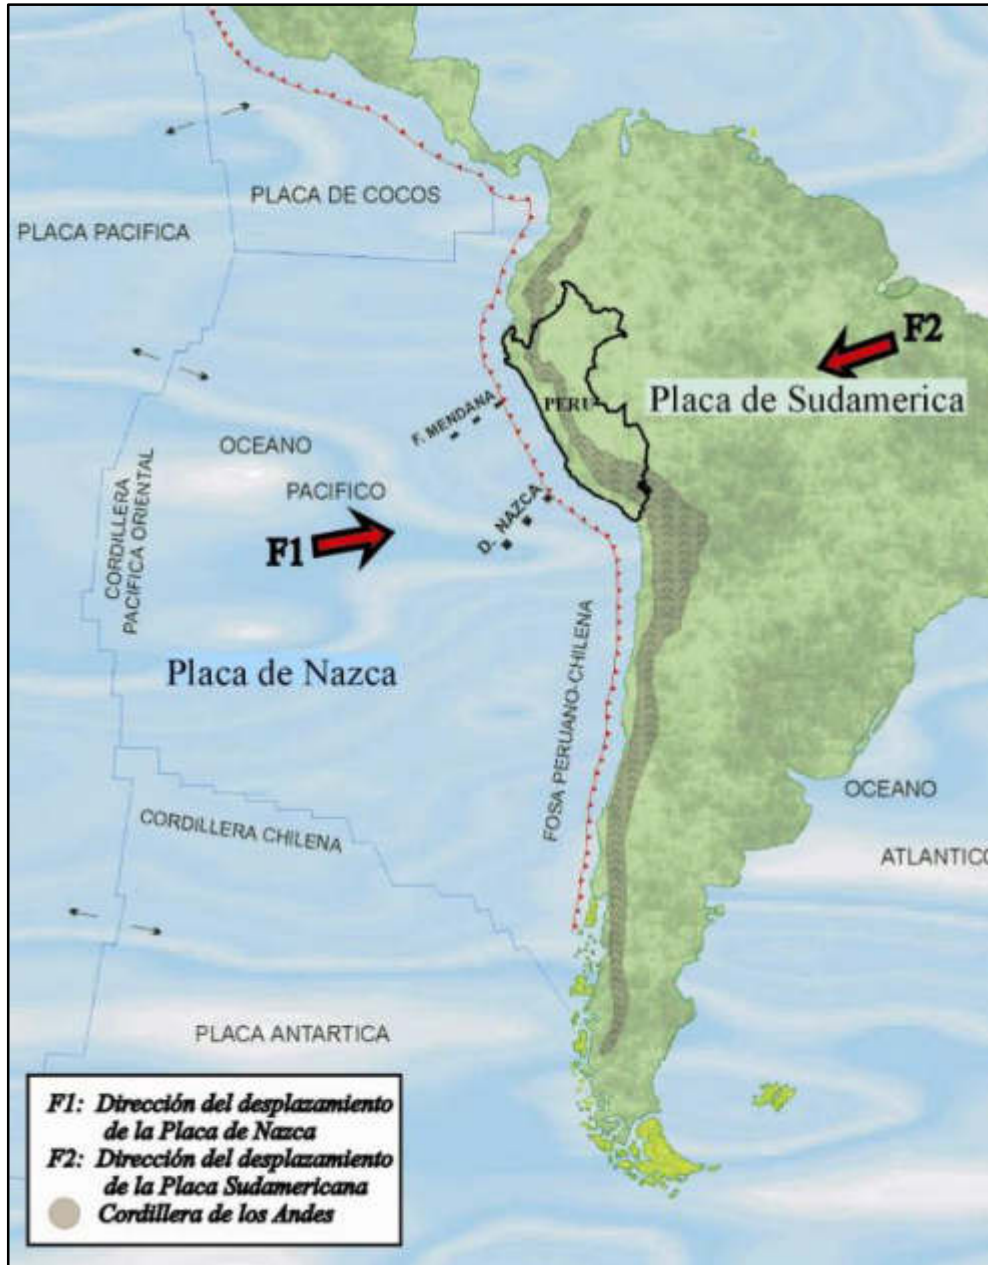 PLACA DE COCOS
PLACA PACIFICA
F2
PERU
Placa de Sudamerica
F. MENDANA
OCEANO
PACIFICO
D. NAZCA
F1
CORDILLERA
PACIFICA ORIENTAL
Placa de Nazca
FOSA PERUANO-CHILENA
OCEANO
ATLANTICO
CORDILLERA CHILENA
PLACA ANTARTICA
F1: Dirección del desplazamiento
de la Placa de Nazca
F2: Dirección del desplazamiento
de la Placa Sudamericana
Cordillera de los Andes